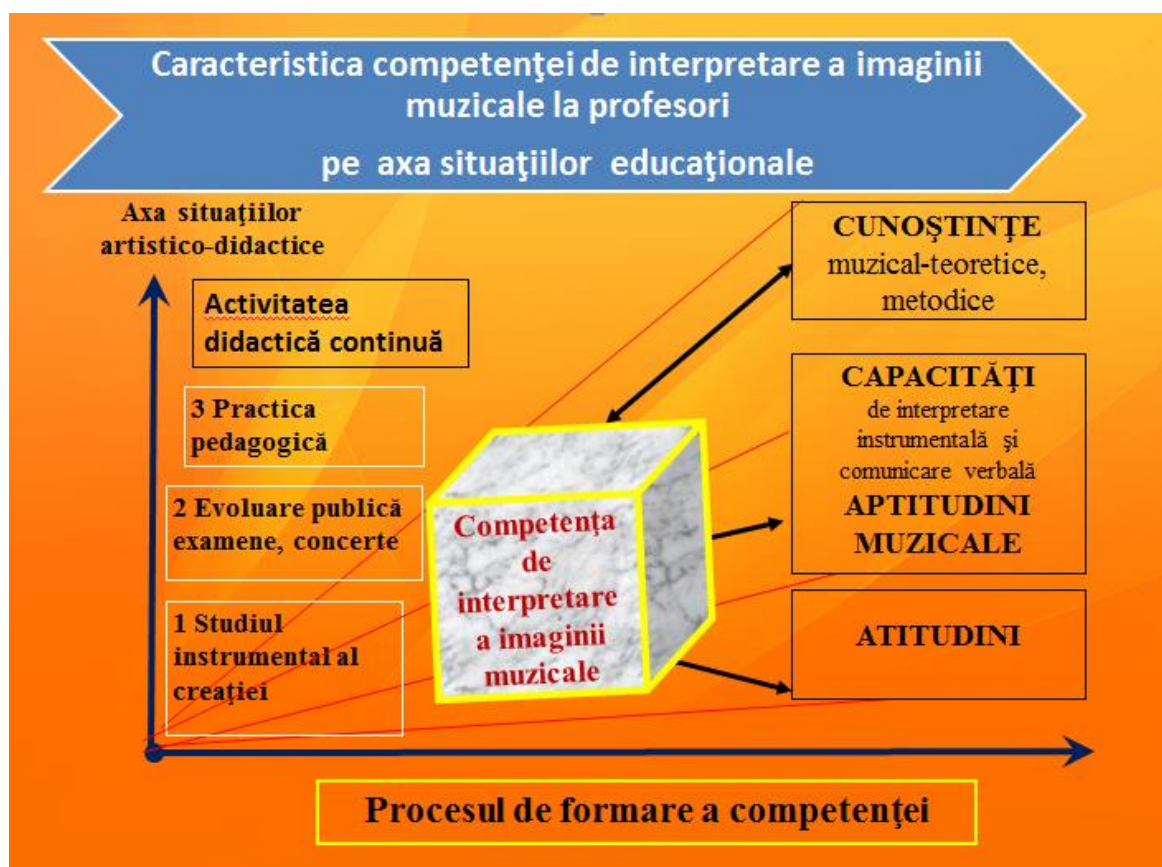 Caracteristica competenţei de interpretare a imaginii
muzicale la profesori
pe axa situaţiilor educaţionale
Axa situaţiilor
artistico-didactice
Activitatea
didactică continuă
3 Practica
pedagogică
2 Evoluare publică
examene, concerte
1 Studiul
instrumental al
creaţiei
Competenţa
de
interpretare
a imaginii
muzicale
CUNOŞTINŢE
muzical-teoretice,
metodice
CAPACITĂŢI
de interpretare
instrumentală şi
comunicare verbală
APTITUDINI
MUZICALE
ATITUDINI
Procesul de formare a competenţei